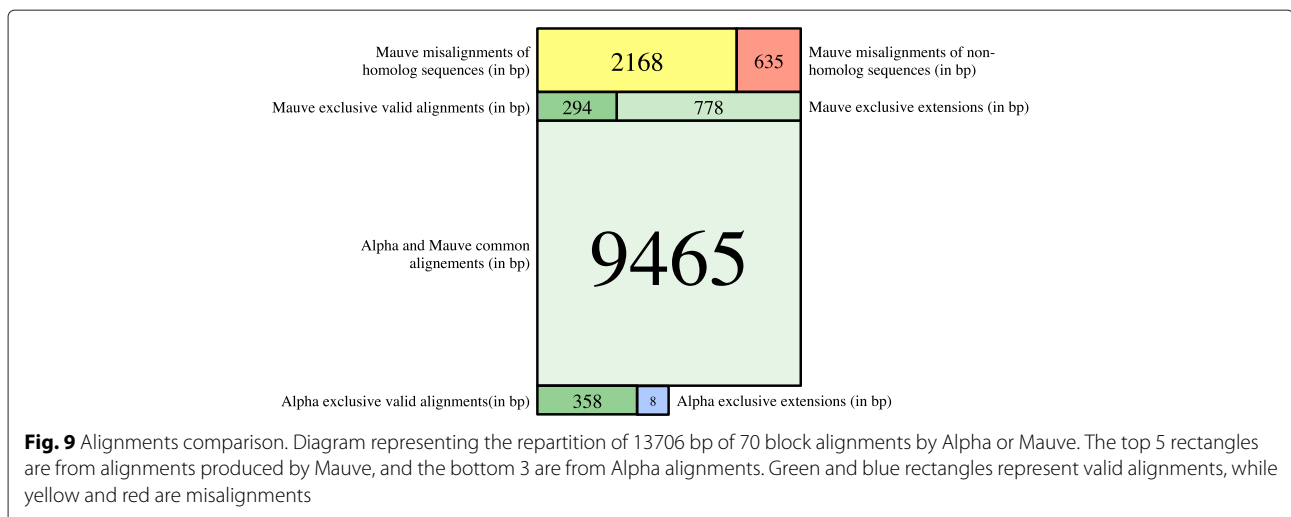 Mauve misalignments of
homolog sequences (in bp)
2168
635
Mauve misalignments of non-
homolog sequences (in bp)
Mauve exclusive valid alignments (in bp)
294
778
Mauve exclusive extensions (in bp)
Alpha and Mauve common
alignements (in bp)
9465
Alpha exclusive valid alignments(in bp)
358
8
Alpha exclusive extensions (in bp)
Fig. 9 Alignments comparison. Diagram representing the repartition of 13706 bp of 70 block alignments by Alpha or Mauve. The top 5 rectangles
are from alignments produced by Mauve, and the bottom 3 are from Alpha alignments. Green and blue rectangles represent valid alignments, while
yellow and red are misalignments